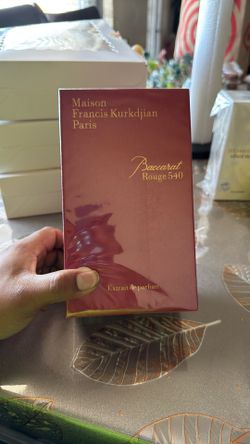 Maison
Francis Kurkdjian
Paris
Baccarat
Rouge 540
Extrait de parfum